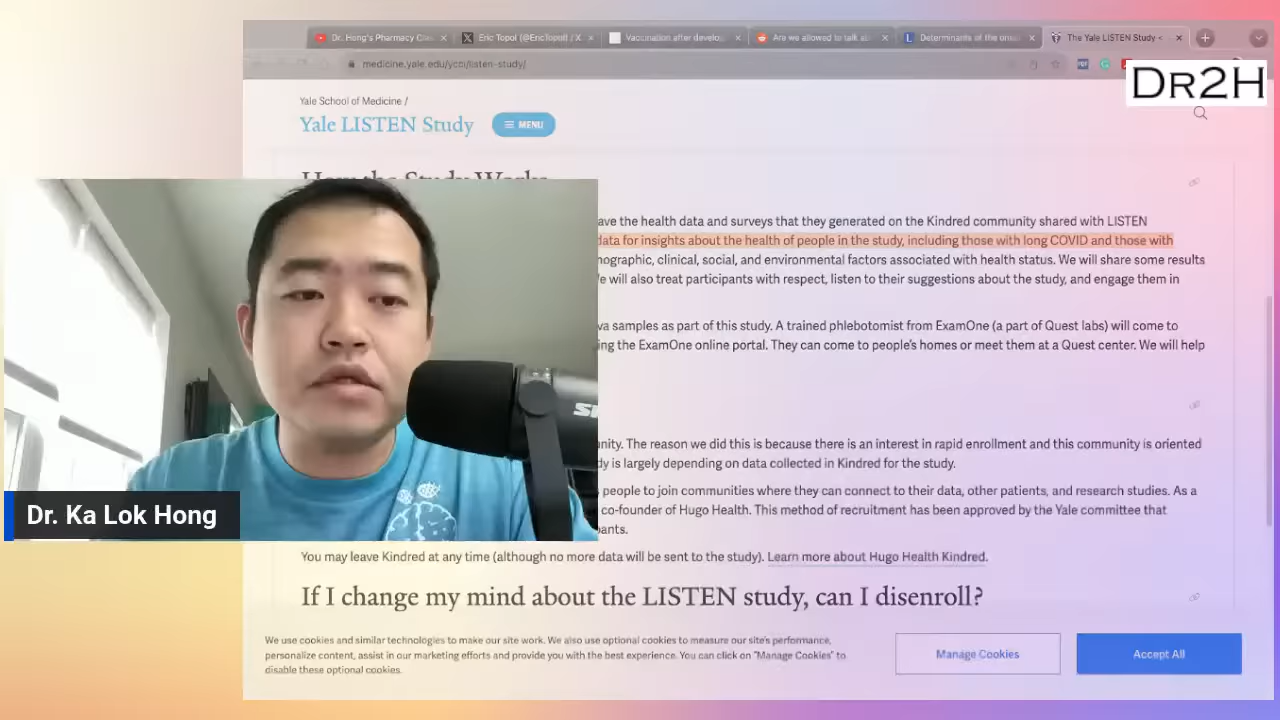 Dr. Hong's Pharmacy
Eric Topol (@EricTopol) / X
Vaccination after develo
Are we allowed to talk a
Determinants of the ons
The Yale LISTEN Study <
medicine.yale.edu/ycci/listen-study/
DR2H
Yale School of Medicine /
Yale LISTEN Study
MENU
How the Study Works
ave the health data and surveys that they generated on the Kindred community shared with LISTEN
data for insights about the health of people in the study, including those with long COVID and those with
nographic, clinical, social, and environmental factors associated with health status. We will share some results
We will also treat participants with respect, listen to their suggestions about the study, and engage them in
va samples as part of this study. A trained phlebotomist from ExamOne (a part of Quest labs) will come to
ing the ExamOne online portal. They can come to people's homes or meet them at a Quest center. We will help
nity. The reason we did this is because there is an interest in rapid enrollment and this community is oriented
dy is largely depending on data collected in Kindred for the study.
people to join communities where they can connect to their data, other patients, and research studies. As a
co-founder of Hugo Health. This method of recruitment has been approved by the Yale committee that
pants.
You may leave Kindred at any time (although no more data will be sent to the study). Learn more about Hugo Health Kindred.
If I change my mind about the LISTEN study, can I disenroll?
We use cookies and similar technologies to make our site work. We also use optional cookies to measure our site's performance,
personalize content, assist in our marketing efforts and provide you with the best experience. You can click on "Manage Cookies" to
disable these optional cookies.
Manage Cookies
Accept All
Dr. Ka Lok Hong